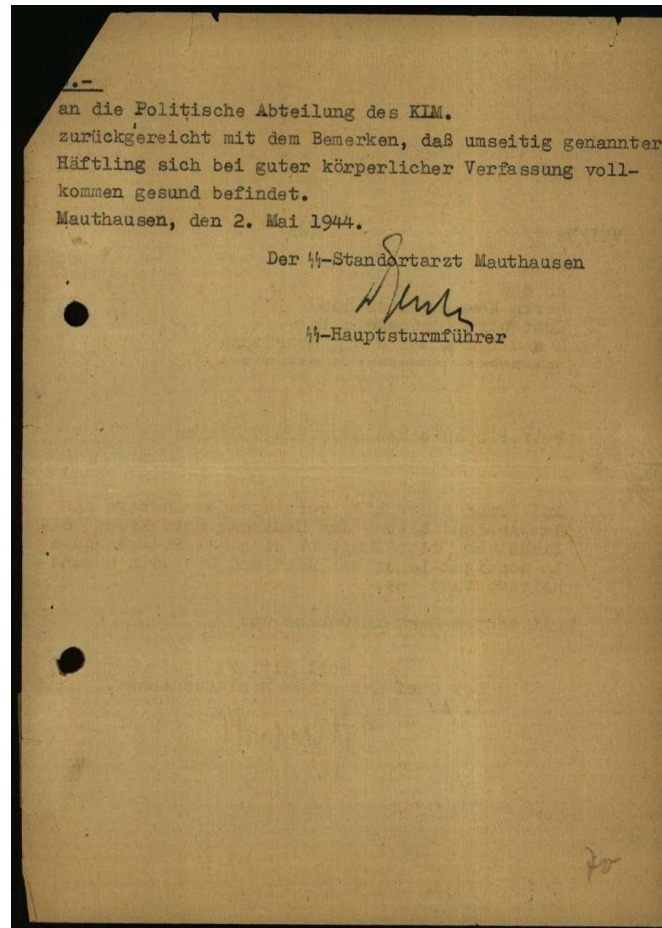 .-
an die Politische Abteilung des KLM.
zurückgereicht mit dem Bemerken, daß umseitig genannter
Häftling sich bei guter körperlicher Verfassung voll-
kommen gesund befindet.
Mauthausen, den 2. Mai 1944.
Der ᛋᛋ-Standortarzt Mauthausen
ᛋᛋ-Hauptsturmführer
70